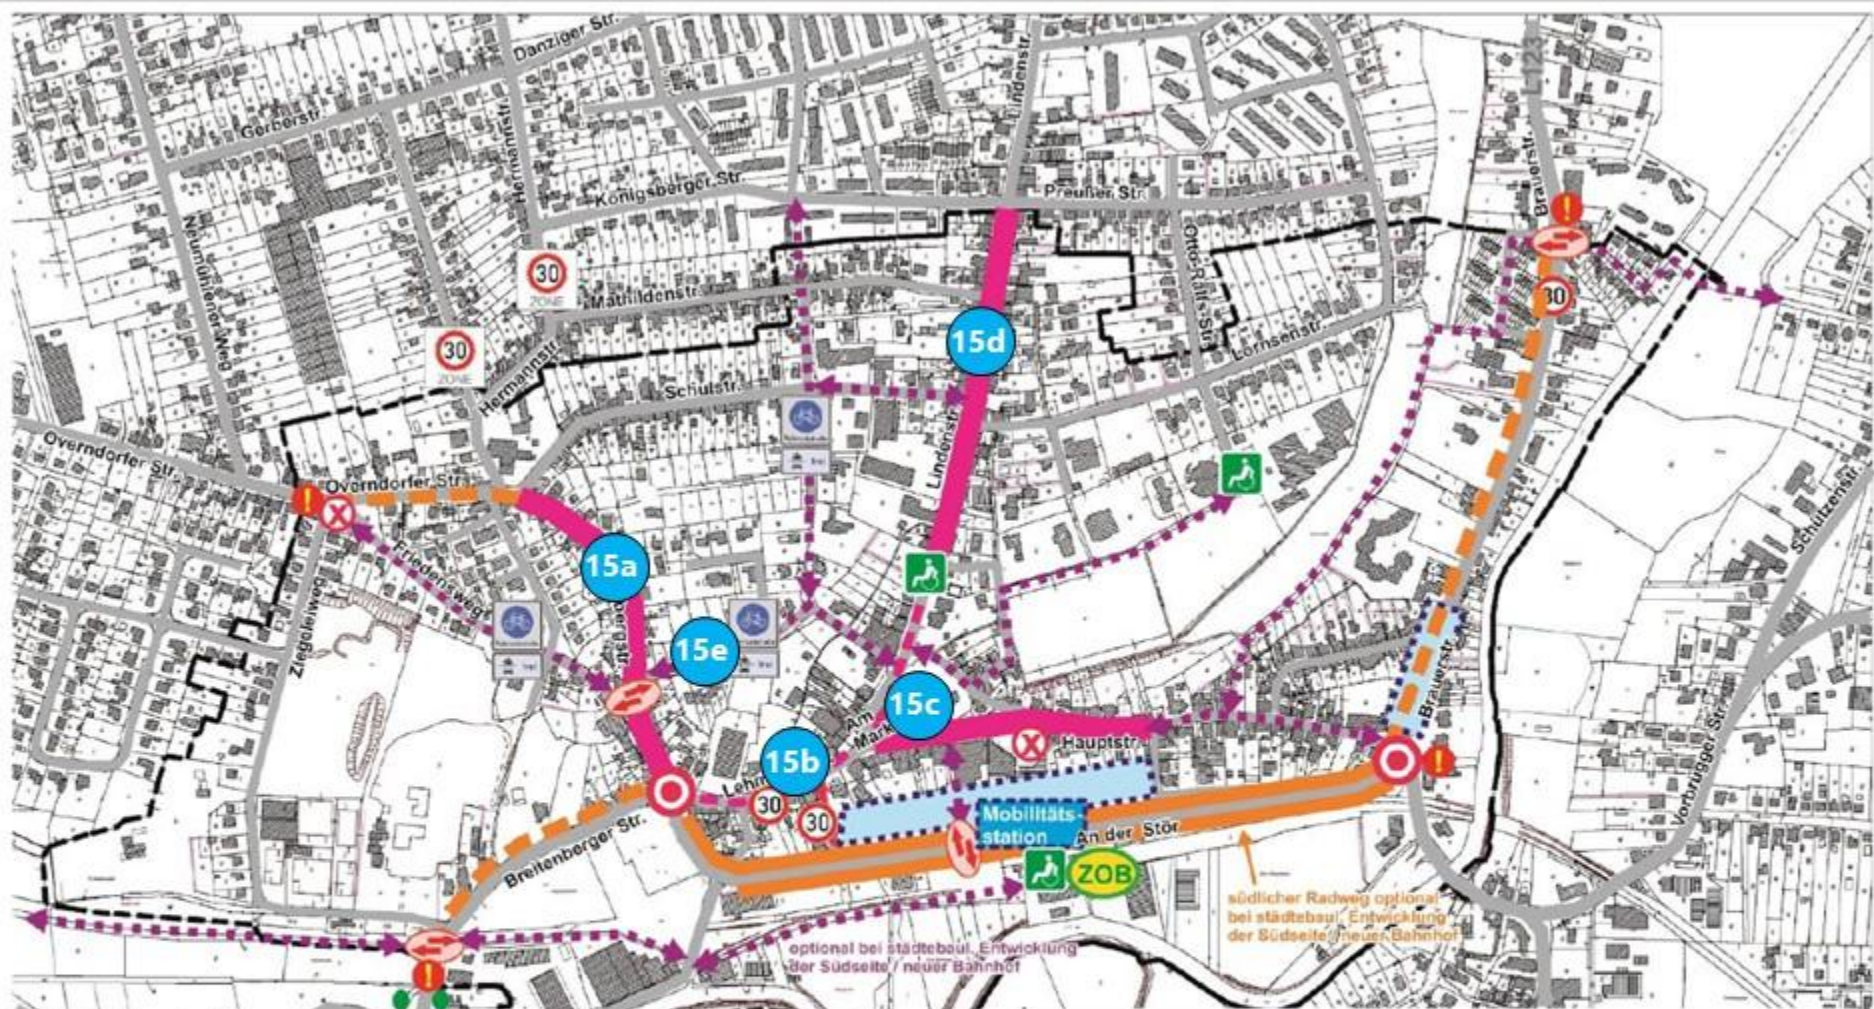 Danziger Str.
Lindenstr.
L123
Gerberstr.
Hermannstr.
Brauerstr.
Königsberger Str.
Preußer Str.
!
Neumühlener Weg
Otto-Rath-Str.
30
ZONE
Mathildenstr.
30
15d
30
ZONE
Hermannstr.
Lornsenstr.
Schulstr.
Lindenstr.
Overndorfer Str.
Overndorfer Str.
!
X
Schützenstr.
15a
Friedensweg
Ziegeleiweg
15e
Brauerstr.
15c
Am
Mark
X
Hauptstr.
Vorbrügger Str.
15b
!
30
30
Mobilitäts-
station
An der Stör
Breitenberger Str.
ZOB
südlicher Radweg optional
bei städtebaul. Entwicklung
der Südseite / neuer Bahnhof
optional bei städtebaul. Entwicklung
der Südseite / neuer Bahnhof
!